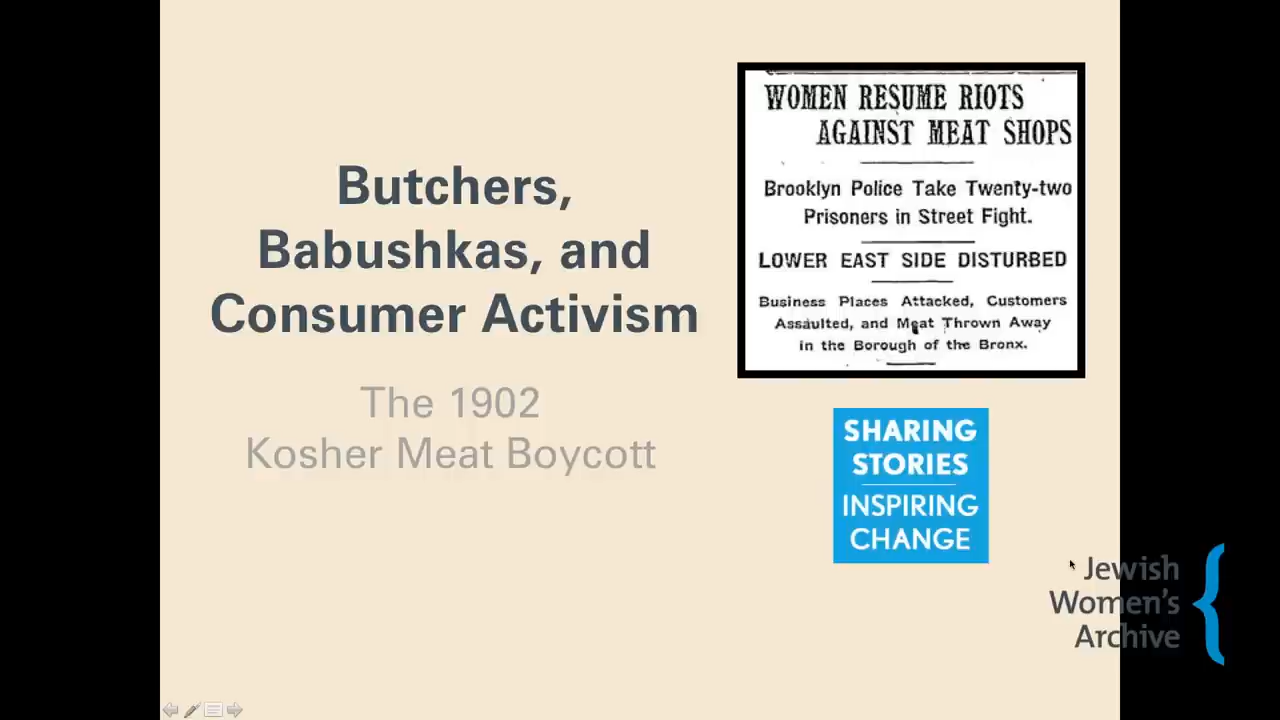 Butchers,
Babushkas, and
Consumer Activism
The 1902
Kosher Meat Boycott
WOMEN RESUME RIOTS
AGAINST MEAT SHOPS
Brooklyn Police Take Twenty-two
Prisoners in Street Fight.
LOWER EAST SIDE DISTURBED
Business Places Attacked, Customers
Assaulted, and Meat Thrown Away
in the Borough of the Bronx.
SHARING
STORIES
INSPIRING
CHANGE
Jewish
Women's
Archive